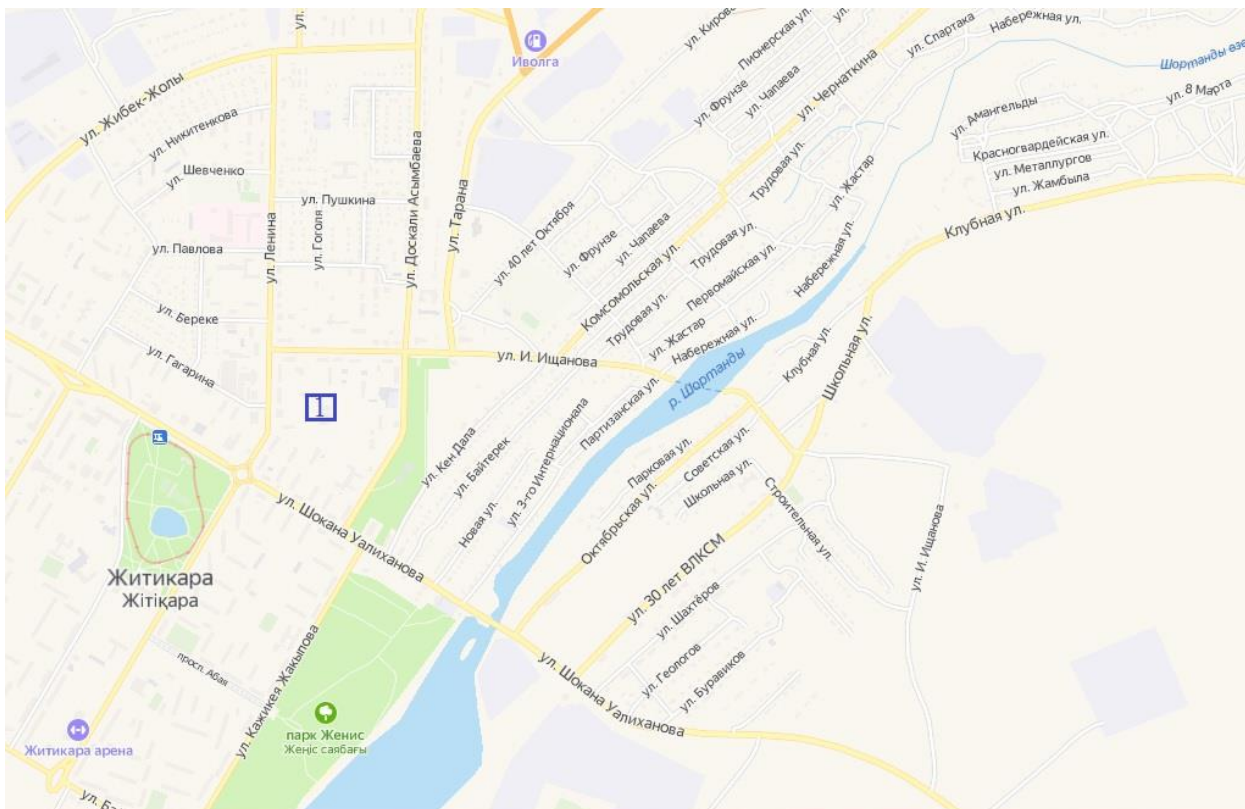 ул. Кирова
Пионерская ул.
ул.
ул. Спартака
Набережная ул.
ул.
Иволга
Шортанды өзе
ул. Жибек-Жолы
ул. Никитенкова
ул. Фрунзе
ул. Чапаева
ул. Чернаткина
ул. 8 Марта
ул. Амангельды
Красногвардейская ул.
ул. Металлургов
ул. Жамбыла
ул. Шевченко
ул. Пушкина
ул. Гоголя
ул. Доскали Асымбаева
ул. Тарана
Трудовая ул.
ул. Жастар
Клубная ул.
ул. Павлова
ул. Ленина
ул. 40 лет Октября
ул. Фрунзе
ул. Чапаева
Комсомольская ул.
Трудовая ул.
Первомайская ул.
Набережная ул.
ул. Береке
ул. Гагарина
Трудовая ул.
ул. Жастар
Набережная ул.
ул. И. Ищанова
р. Шортанды
Клубная ул.
Школьная ул.
1
Партизанская ул.
ул. 3-го Интернационала
ул. Кен Дала
ул. Байтерек
Новая ул.
Парковая ул.
Советская ул.
Школьная ул.
Октябрьская ул.
Строительная ул.
ул. И. Ищанова
ул. Шокана Уалиханова
Житикара
Жітіқара
ул. 30 лет ВЛКСМ
ул. Шахтёров
ул. Геологов
ул. Буравиков
ул. Шокана Уалиханова
просп. Абая
ул. Кажикея Жакыпова
парк Женис
Жеңіс саябағы
Житикара арена
ул. Ба